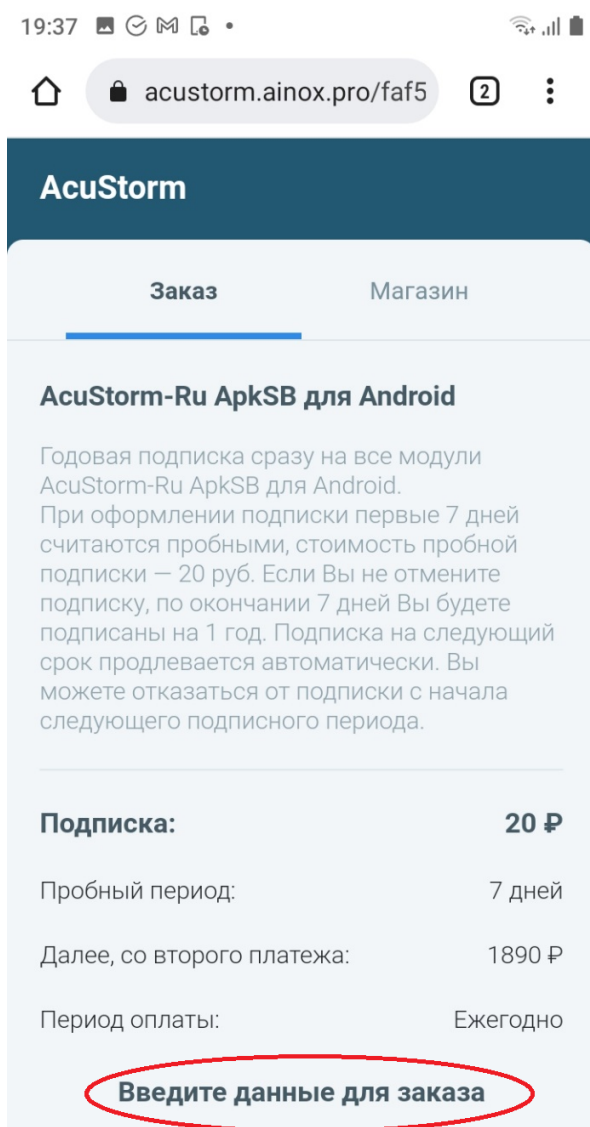 19:37
acustorm.ainox.pro/faf5
2
AcuStorm
Заказ Магазин
AcuStorm-Ru ApkSB для Android
Годовая подписка сразу на все модули
AcuStorm-Ru ApkSB для Android.
При оформлении подписки первые 7 дней
считаются пробными, стоимость пробной
подписки — 20 руб. Если Вы не отмените
подписку, по окончании 7 дней Вы будете
подписаны на 1 год. Подписка на следующий
срок продлевается автоматически. Вы
можете отказаться от подписки с начала
следующего подписного периода.
Подписка: 20 ₽
Пробный период: 7 дней
Далее, со второго платежа: 1890 ₽
Период оплаты: Ежегодно
Введите данные для заказа